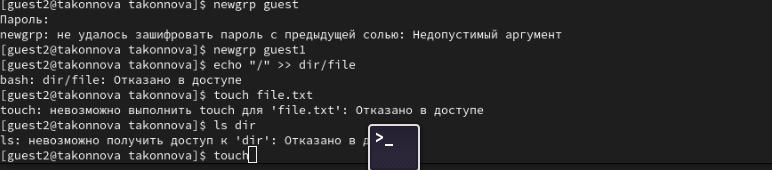 [guest2@takonnova takonnova]$ newgrp guest
Пароль:
newgrp: не удалось зашифровать пароль с предыдущей солью: Недопустимый аргумент
[guest2@takonnova takonnova]$ newgrp guest1
[guest2@takonnova takonnova]$ echo "/" >> dir/file
bash: dir/file: Отказано в доступе
[guest2@takonnova takonnova]$ touch file.txt
touch: невозможно выполнить touch для 'file.txt': Отказано в доступе
[guest2@takonnova takonnova]$ ls dir
ls: невозможно получить доступ к 'dir': Отказано в д
[guest2@takonnova takonnova]$ touch
>_